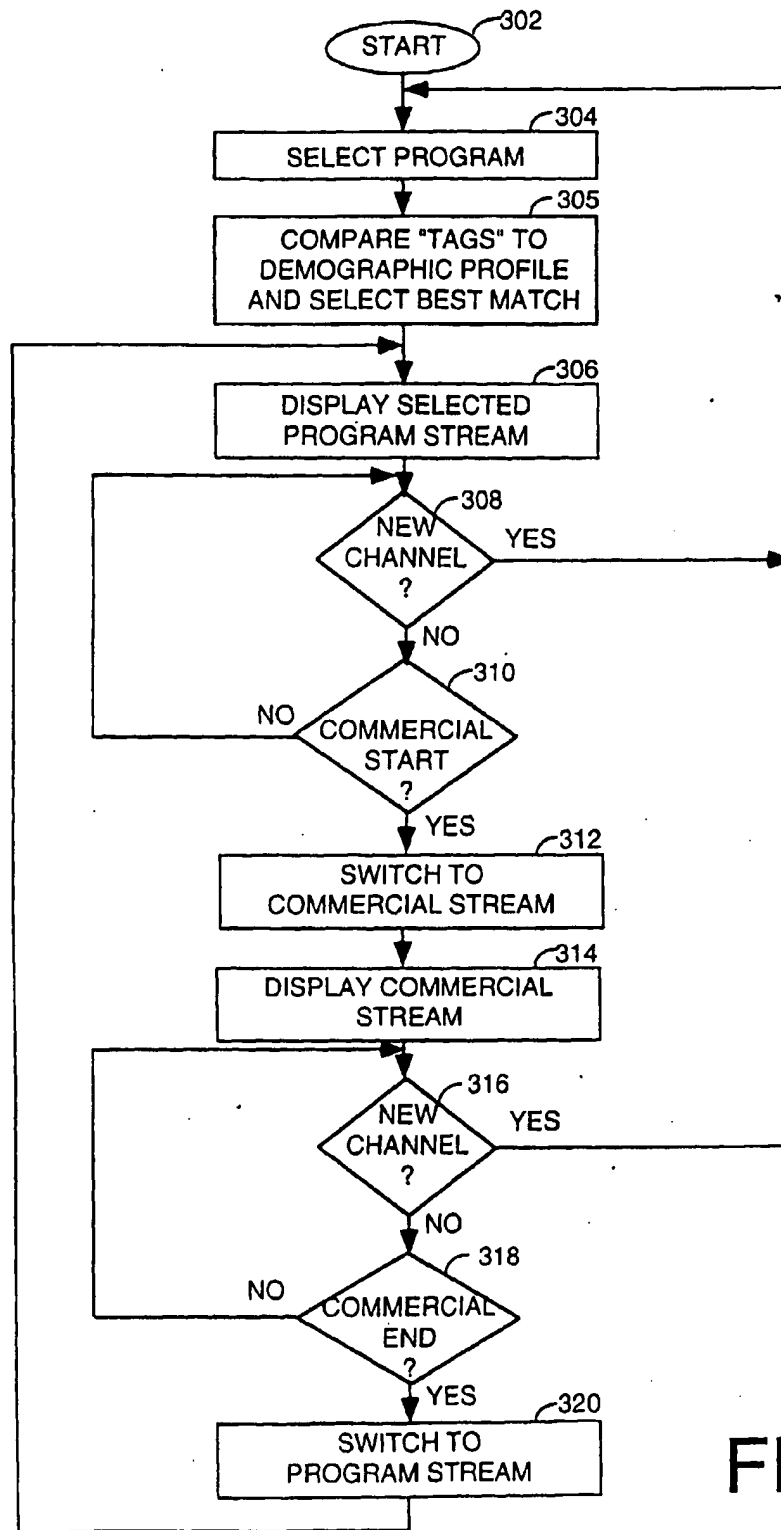 302
START
304
SELECT PROGRAM
305
COMPARE "TAGS" TO
DEMOGRAPHIC PROFILE
AND SELECT BEST MATCH
306
DISPLAY SELECTED
PROGRAM STREAM
308
NEW
CHANNEL
?
YES
NO
310
NO
COMMERCIAL
START
?
YES
312
SWITCH TO
COMMERCIAL STREAM
314
DISPLAY COMMERCIAL
STREAM
316
NEW
CHANNEL
?
YES
NO
318
NO
COMMERCIAL
END
?
YES
320
SWITCH TO
PROGRAM STREAM